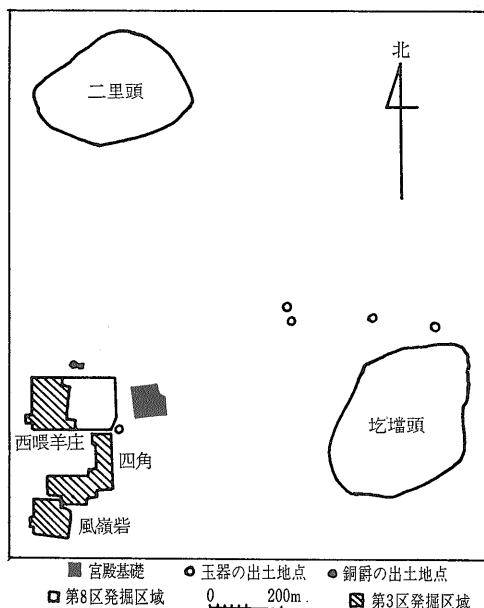 二里頭
北
西喂羊庄
四角
圪壋頭
風嶺砦
宮殿基礎 玉器の出土地点 銅爵の出土地点
第8区発掘区域 0 200m. 第3区発掘区域